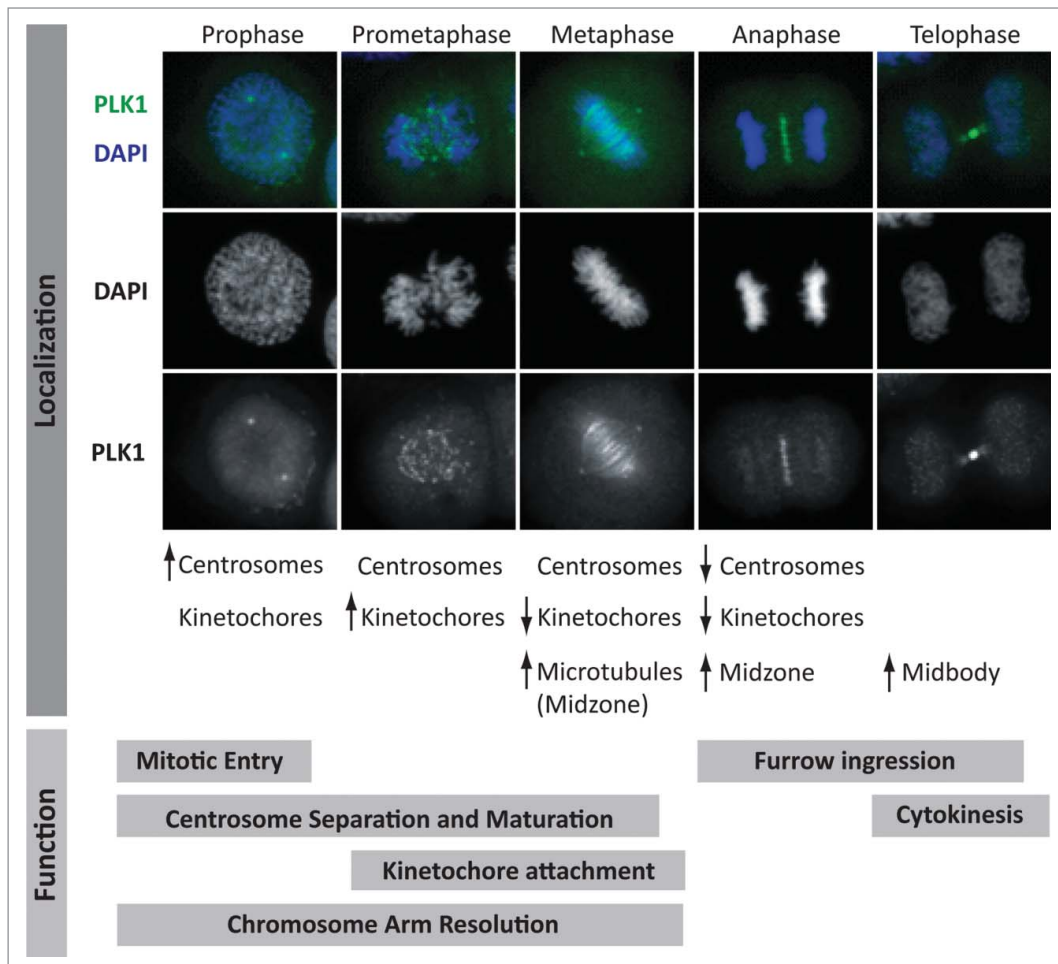 Prophase Prometaphase Metaphase Anaphase Telophase
PLK1
DAPI
DAPI
PLK1
Localization
↑Centrosomes Centrosomes Centrosomes ↓Centrosomes
Kinetochores ↑Kinetochores ↓Kinetochores ↓Kinetochores
↑Microtubules ↑Midzone ↑Midbody
(Midzone)
Function
Mitotic Entry Furrow ingression
Centrosome Separation and Maturation Cytokinesis
Kinetochore attachment
Chromosome Arm Resolution